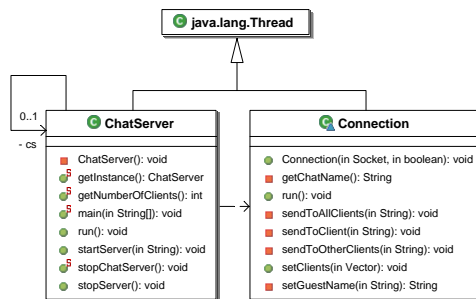 java.lang.Thread
0..1
- cs
ChatServer
ChatServer(): void
getInstance(): ChatServer
getNumberOfClients(): int
main(in String[]): void
run(): void
startServer(in String): void
stopChatServer(): void
stopServer(): void
Connection
Connection(in Socket, in boolean): void
getChatName(): String
run(): void
sendToAllClients(in String): void
sendToClient(in String): void
sendToOtherClients(in String): void
setClients(in Vector): void
setGuestName(in String): String